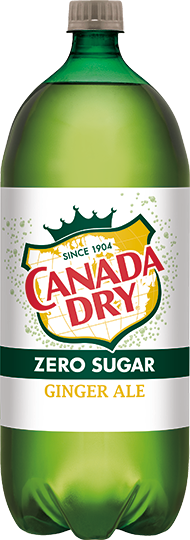 SINCE 1904
CANADA
DRY
ZERO SUGAR
GINGER ALE